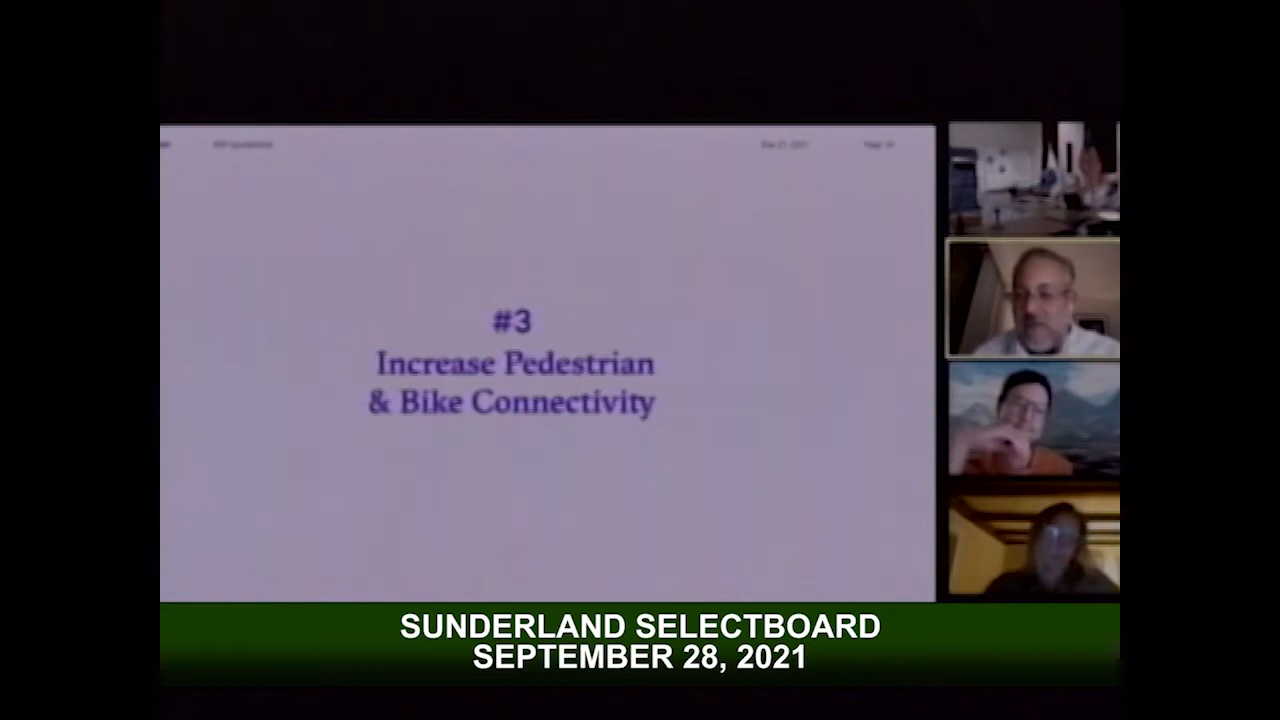 #3
Increase Pedestrian
& Bike Connectivity
SUNDERLAND SELECTBOARD
SEPTEMBER 28, 2021